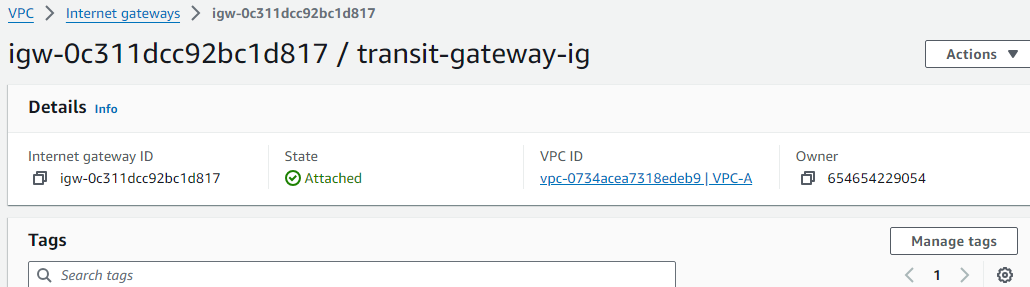 VPC > Internet gateways > igw-0c311dcc92bc1d817
igw-0c311dcc92bc1d817 / transit-gateway-ig
Actions
Details Info
Internet gateway ID
igw-0c311dcc92bc1d817
State
Attached
VPC ID
vpc-0734acea7318edeb9 | VPC-A
Owner
654654229054
Tags
Manage tags
Search tags
1